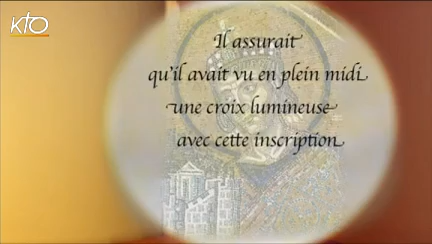 KTO
Il assurait
qu'il avait vu en plein midi
une croix lumineuse
avec cette inscription